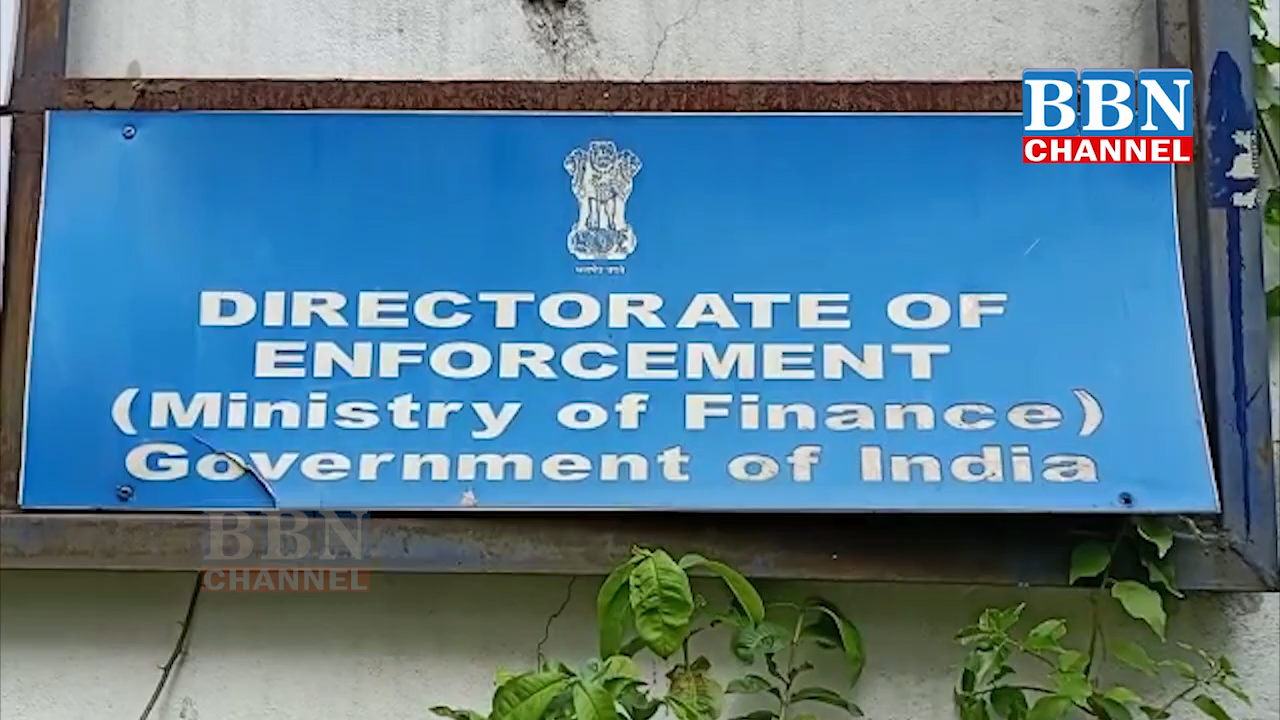 BBN
CHANNEL
DIRECTORATE OF
ENFORCEMENT
(Ministry of Finance)
Government of India
BBN
CHANNEL